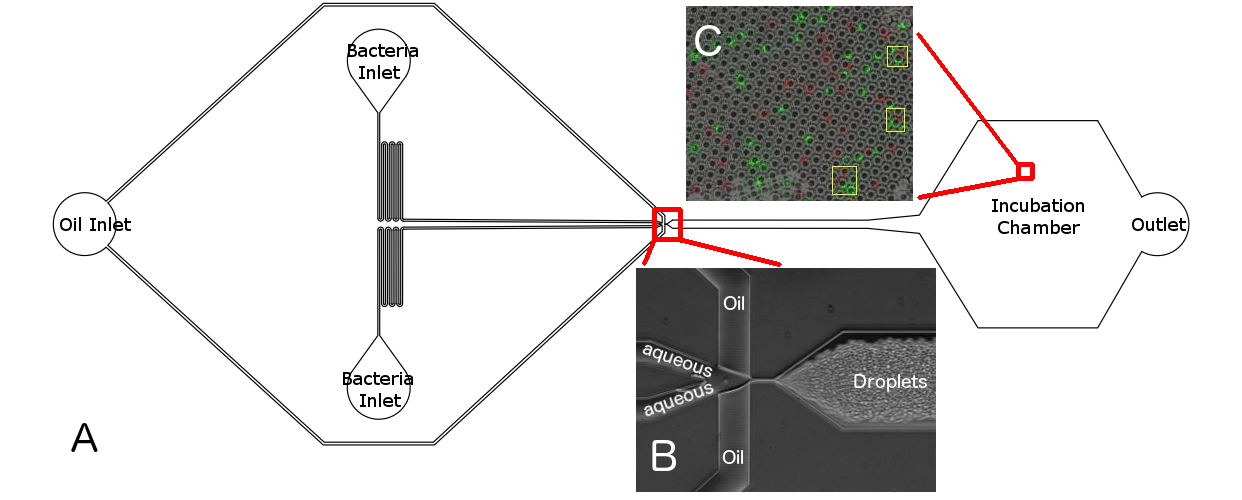 Bacteria
Inlet
C
Oil Inlet
Incubation
Chamber
Outlet
Oil
aqueous
aqueous
Droplets
Bacteria
Inlet
A
B
Oil